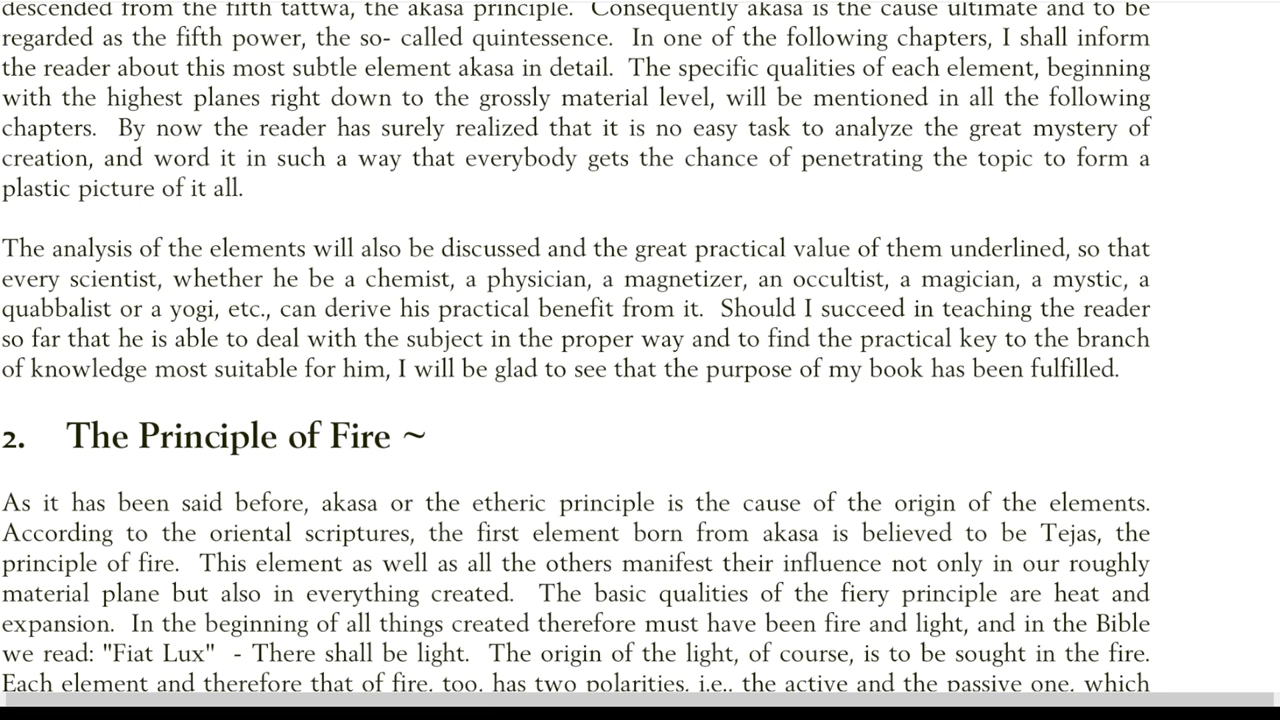 descended from the fifth tattwa, the akasa principle. Consequently akasa is the cause ultimate and to be
regarded as the fifth power, the so- called quintessence. In one of the following chapters, I shall inform
the reader about this most subtle element akasa in detail. The specific qualities of each element, beginning
with the highest planes right down to the grossly material level, will be mentioned in all the following
chapters. By now the reader has surely realized that it is no easy task to analyze the great mystery of
creation, and word it in such a way that everybody gets the chance of penetrating the topic to form a
plastic picture of it all.
The analysis of the elements will also be discussed and the great practical value of them underlined, so that
every scientist, whether he be a chemist, a physician, a magnetizer, an occultist, a magician, a mystic, a
quabbalist or a yogi, etc., can derive his practical benefit from it. Should I succeed in teaching the reader
so far that he is able to deal with the subject in the proper way and to find the practical key to the branch
of knowledge most suitable for him, I will be glad to see that the purpose of my book has been fulfilled.
2. The Principle of Fire ~
As it has been said before, akasa or the etheric principle is the cause of the origin of the elements.
According to the oriental scriptures, the first element born from akasa is believed to be Tejas, the
principle of fire. This element as well as all the others manifest their influence not only in our roughly
material plane but also in everything created. The basic qualities of the fiery principle are heat and
expansion. In the beginning of all things created therefore must have been fire and light, and in the Bible
we read: "Fiat Lux" - There shall be light. The origin of the light, of course, is to be sought in the fire.
Each element and therefore that of fire, too, has two polarities, i.e., the active and the passive one, which